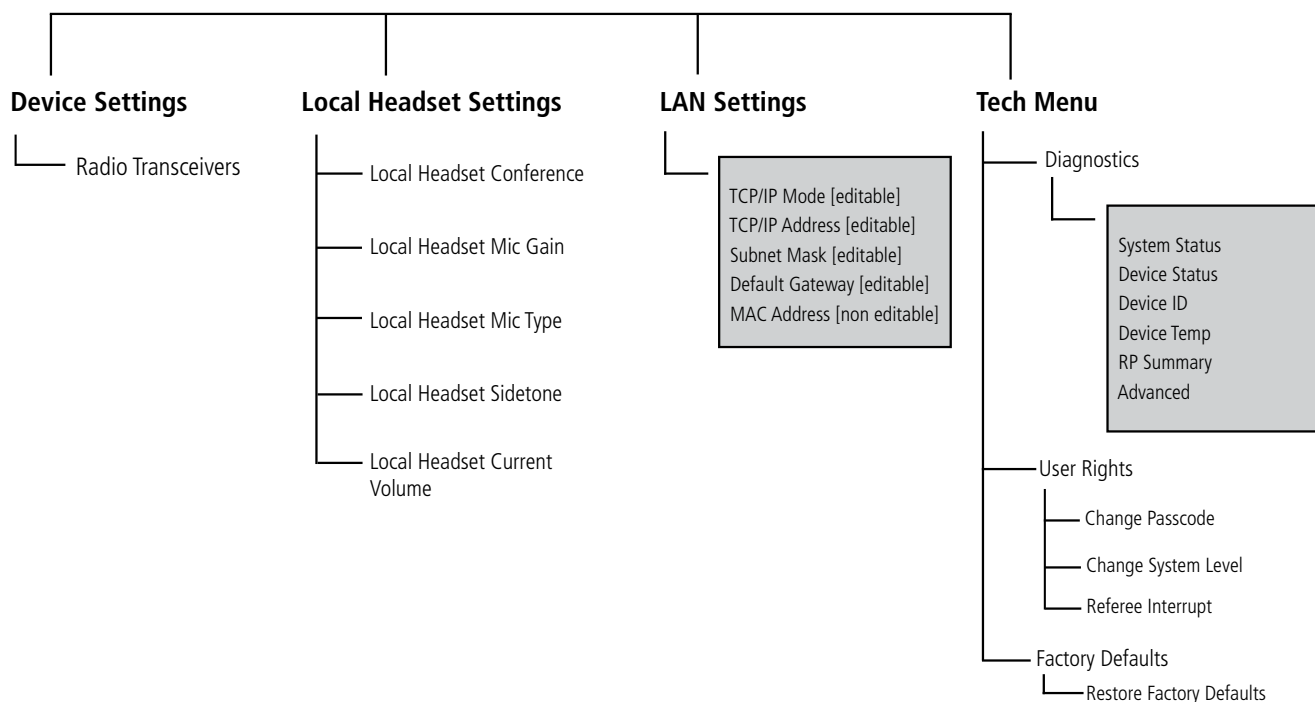 Device Settings
Radio Transceivers
Local Headset Settings
Local Headset Conference
Local Headset Mic Gain
Local Headset Mic Type
Local Headset Sidetone
Local Headset Current
Volume
LAN Settings
TCP/IP Mode [editable]
TCP/IP Address [editable]
Subnet Mask [editable]
Default Gateway [editable]
MAC Address [non editable]
Tech Menu
Diagnostics
System Status
Device Status
Device ID
Device Temp
RP Summary
Advanced
User Rights
Change Passcode
Change System Level
Referee Interrupt
Factory Defaults
Restore Factory Defaults